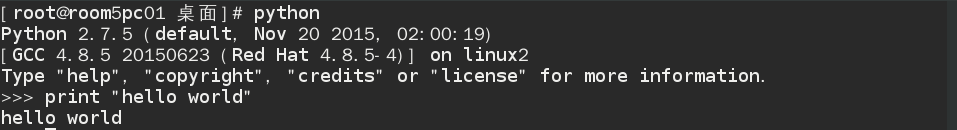 [root@room5pc01 桌面]# python
Python 2.7.5 (default, Nov 20 2015, 02:00:19)
[GCC 4.8.5 20150623 (Red Hat 4.8.5-4)] on linux2
Type "help", "copyright", "credits" or "license" for more information.
>>> print "hello world"
hello world